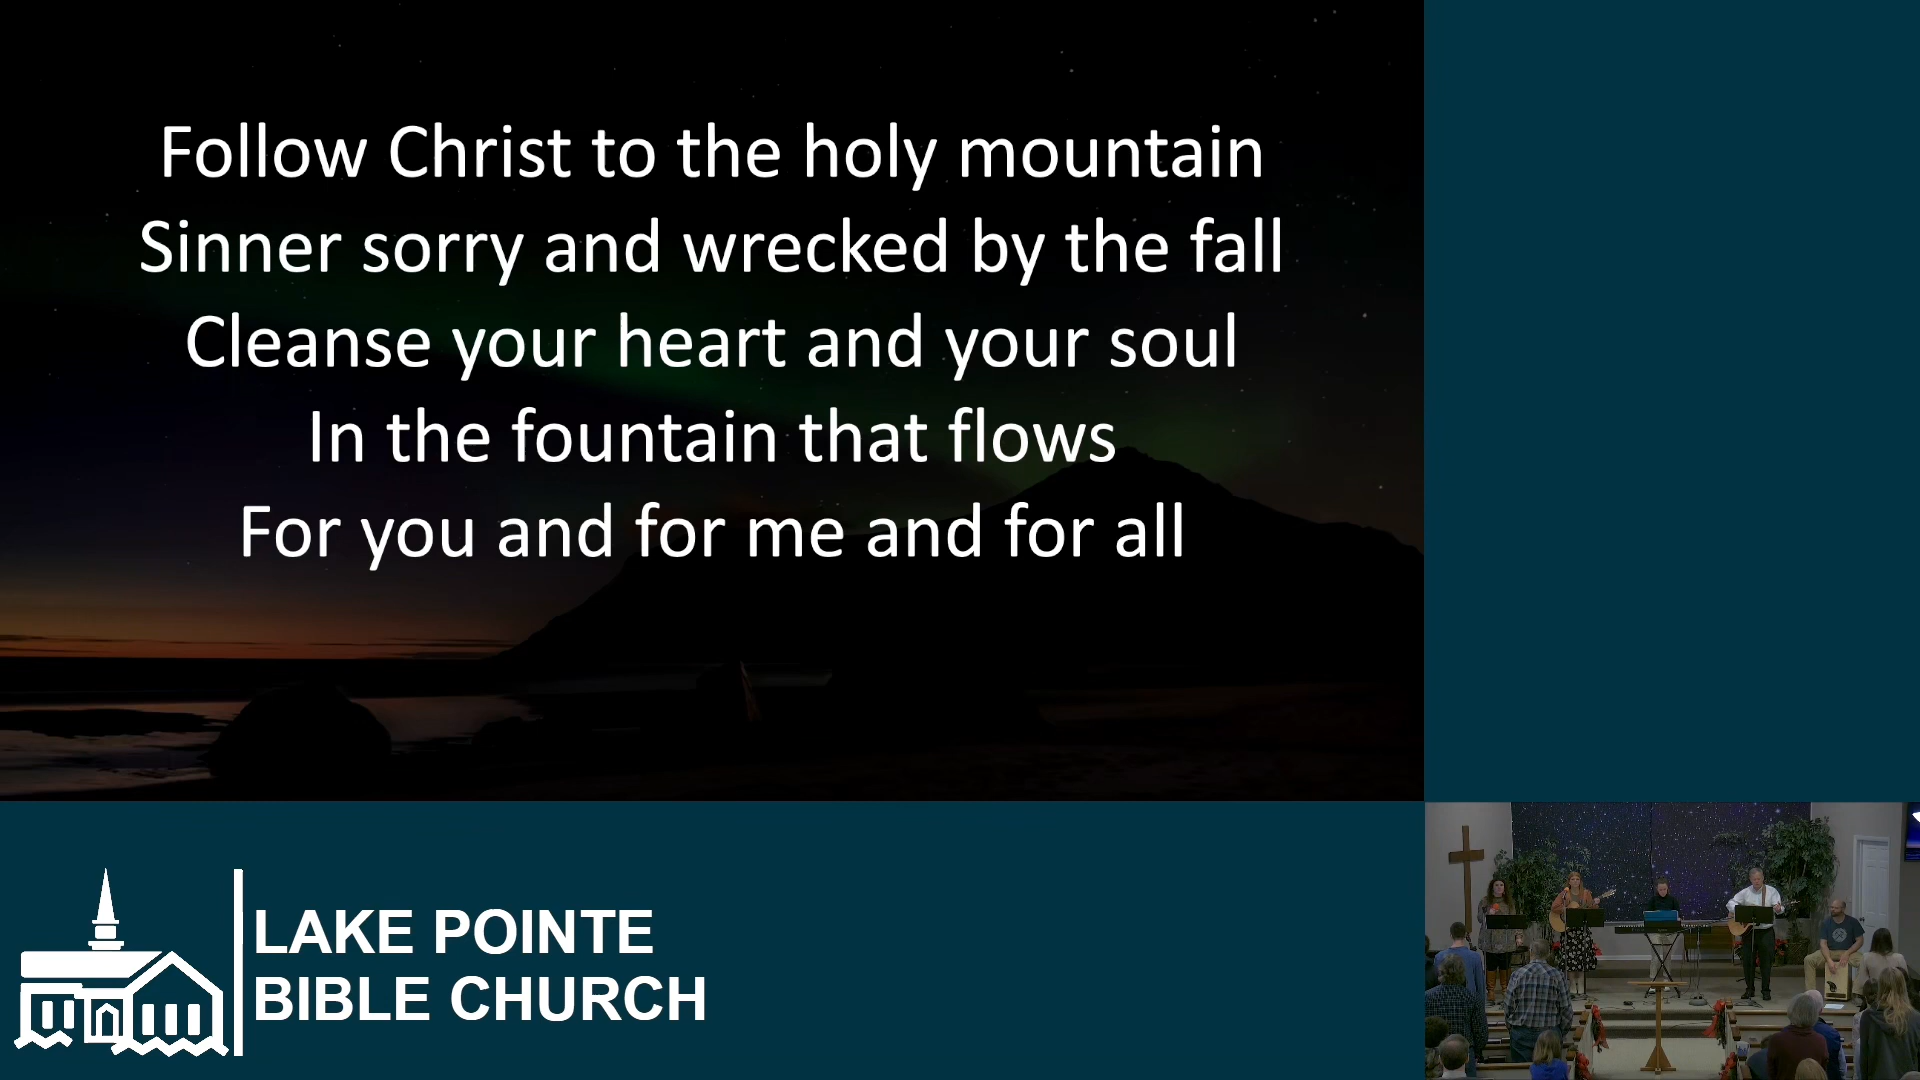 Follow Christ to the holy mountain
Sinner sorry and wrecked by the fall
Cleanse your heart and your soul
In the fountain that flows
For you and for me and for all
LAKE POINTE
BIBLE CHURCH